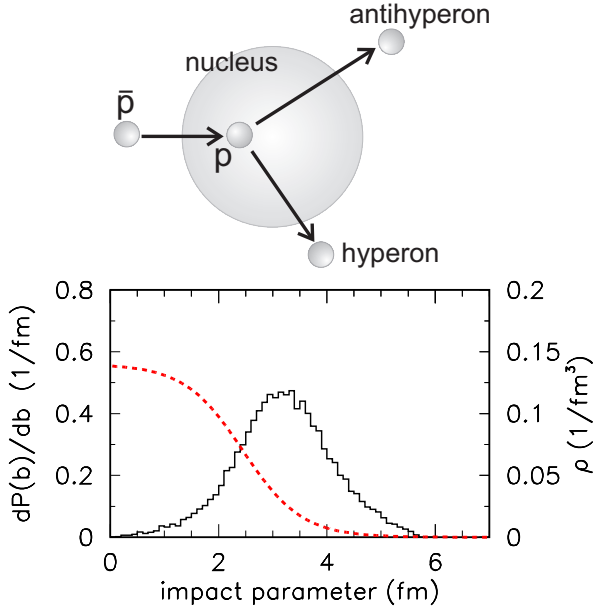 antihyperon
nucleus
p̄
p
hyperon
0.8 0.2
0.6 0.15
0.4 0.1
0.2 0.05
0 0
0 2 4 6
dP(b)/db (1/fm)
ρ (1/fm³)
impact parameter (fm)